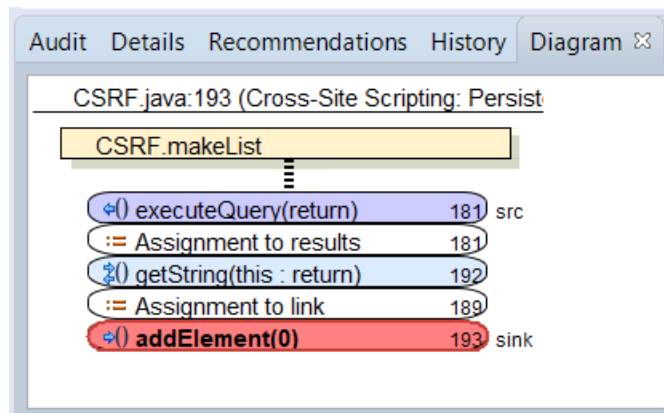 Audit Details Recommendations History Diagram
CSRF.java:193 (Cross-Site Scripting: Persist
CSRF.makeList
executeQuery(return) 181 src
:= Assignment to results 181
getString(this : return) 192
:= Assignment to link 189
addElement(0) 193 sink